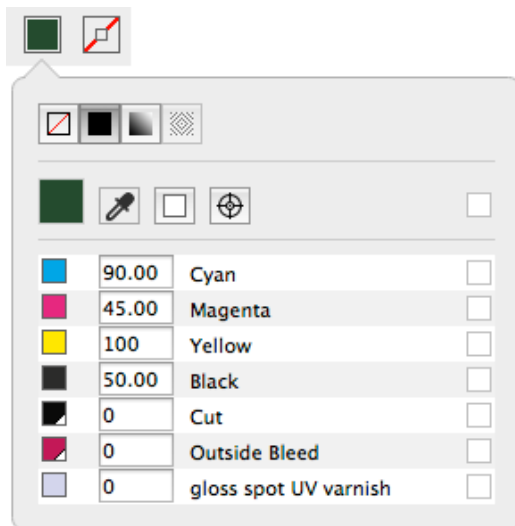 90.00 Cyan
45.00 Magenta
100 Yellow
50.00 Black
0 Cut
0 Outside Bleed
0 gloss spot UV varnish